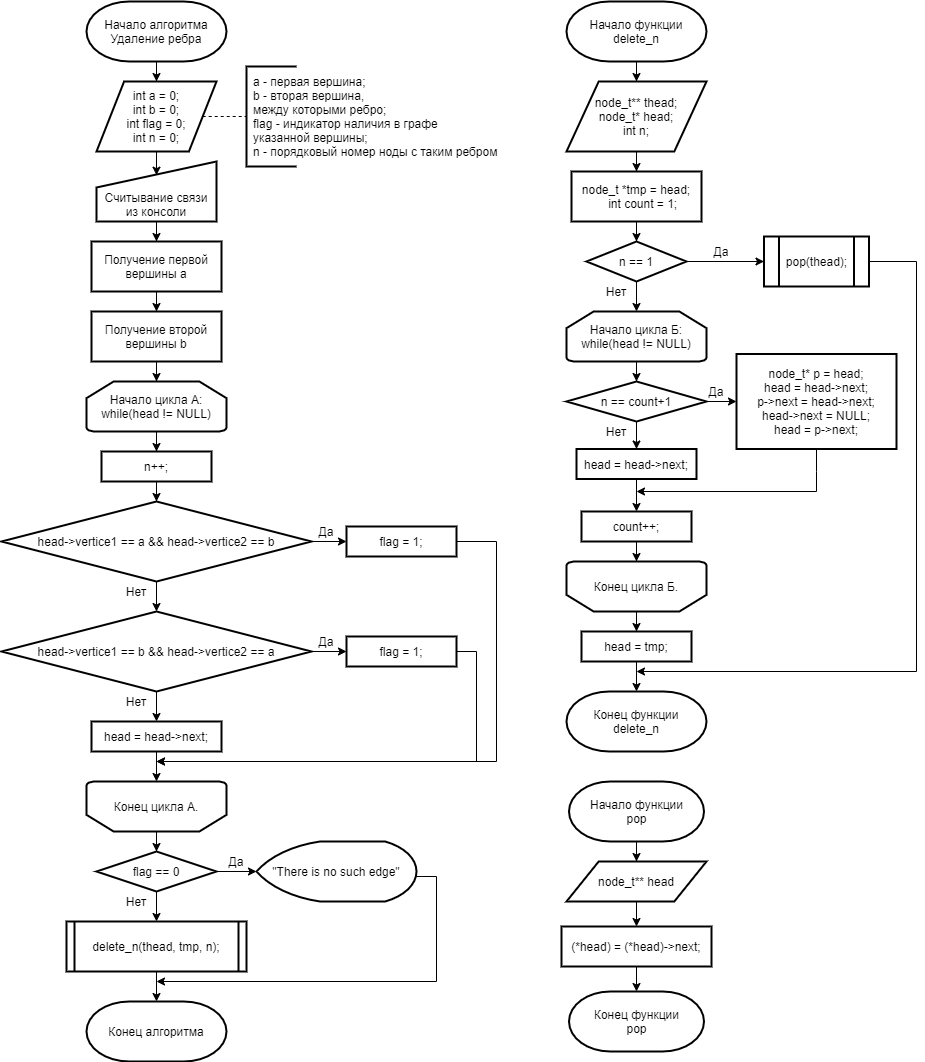 Начало алгоритма
Удаление ребра
int a = 0;
int b = 0;
int flag = 0;
int n = 0;
a - первая вершина;
b - вторая вершина,
между которыми ребро;
flag - индикатор наличия в графе
указанной вершины;
n - порядковый номер ноды с таким ребром
Считывание связи
из консоли
Получение первой
вершины a
Получение второй
вершины b
Начало цикла А:
while(head != NULL)
n++;
head->vertice1 == a && head->vertice2 == b
Да
flag = 1;
Нет
head->vertice1 == b && head->vertice2 == a
Да
flag = 1;
Нет
head = head->next;
Конец цикла А.
flag == 0
Да
"There is no such edge"
Нет
delete_n(thead, tmp, n);
Конец алгоритма
Начало функции
delete_n
node_t** thead;
node_t* head;
int n;
node_t *tmp = head;
int count = 1;
n == 1
Да
pop(thead);
Нет
Начало цикла Б:
while(head != NULL)
n == count+1
Да
node_t* p = head;
head = head->next;
p->next = head->next;
head->next = NULL;
head = p->next;
Нет
head = head->next;
count++;
Конец цикла Б.
head = tmp;
Конец функции
delete_n
Начало функции
pop
node_t** head
(*head) = (*head)->next;
Конец функции
pop